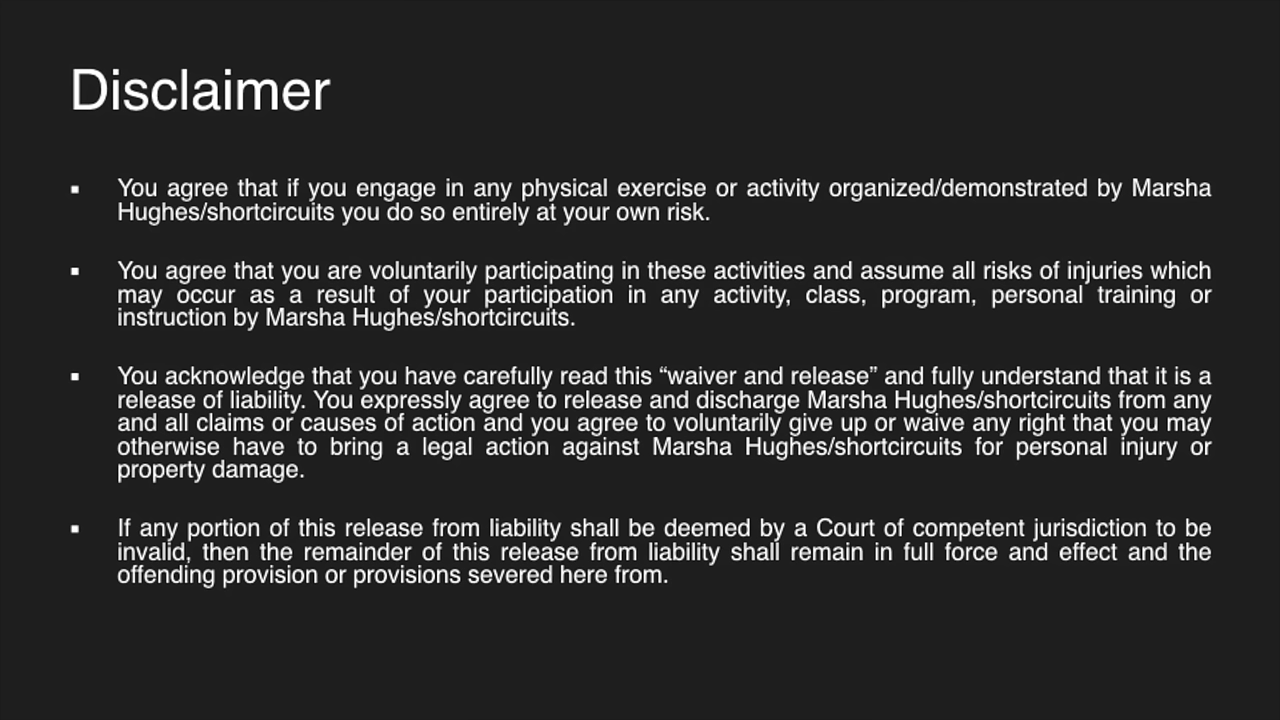 Disclaimer
▪ You agree that if you engage in any physical exercise or activity organized/demonstrated by Marsha
Hughes/shortcircuits you do so entirely at your own risk.
▪ You agree that you are voluntarily participating in these activities and assume all risks of injuries which
may occur as a result of your participation in any activity, class, program, personal training or
instruction by Marsha Hughes/shortcircuits.
▪ You acknowledge that you have carefully read this “waiver and release” and fully understand that it is a
release of liability. You expressly agree to release and discharge Marsha Hughes/shortcircuits from any
and all claims or causes of action and you agree to voluntarily give up or waive any right that you may
otherwise have to bring a legal action against Marsha Hughes/shortcircuits for personal injury or
property damage.
▪ If any portion of this release from liability shall be deemed by a Court of competent jurisdiction to be
invalid, then the remainder of this release from liability shall remain in full force and effect and the
offending provision or provisions severed here from.